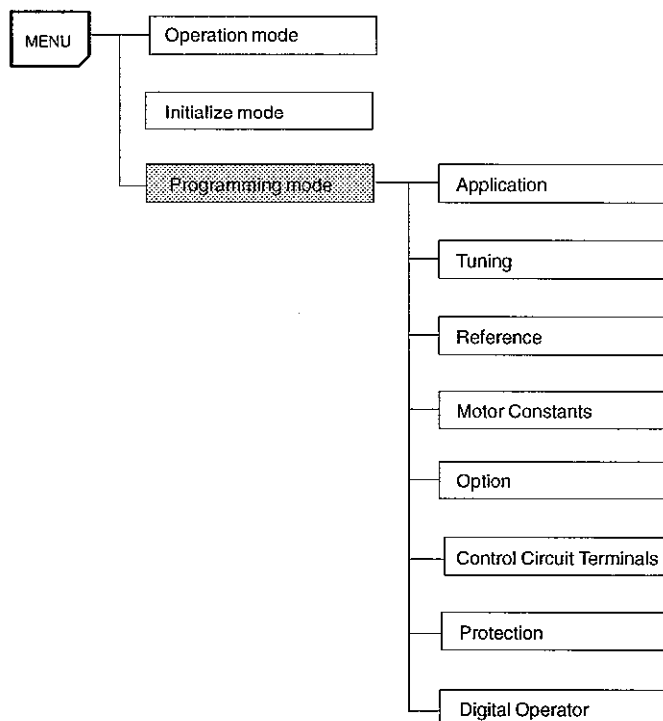 MENU
Operation mode
Initialize mode
Programming mode
Application
Tuning
Reference
Motor Constants
Option
Control Circuit Terminals
Protection
Digital Operator